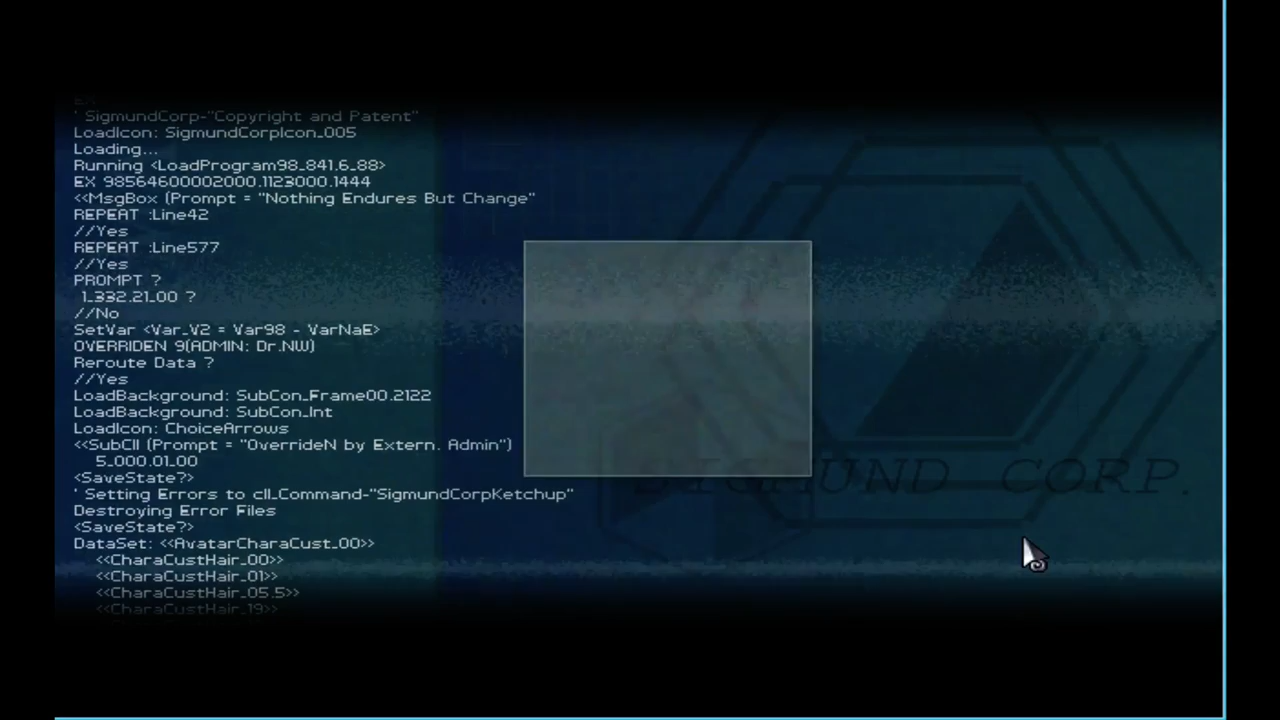 EX
' SigmundCorp-"Copyright and Patent"
LoadIcon: SigmundCorpIcon_005
Loading...
Running <LoadProgram98_841.6_88>
EX 98564600002000.1123000.1444
<<MsgBox (Prompt = "Nothing Endures But Change"
REPEAT :Line42
//Yes
REPEAT :Line577
//Yes
PROMPT ?
1_332.21.00 ?
//No
SetVar <Var_V2 = Var98 - VarNaE>
OVERRIDEN 9(ADMIN: Dr.NW)
Reroute Data ?
//Yes
LoadBackground: SubCon_Frame00.2122
LoadBackground: SubCon_Int
LoadIcon: ChoiceArrows
<<SubCll (Prompt = "OverrideN by Extern. Admin")
5_000.01.00
<SaveState?>
' Setting Errors to cll_Command-"SigmundCorpKetchup"
Destroying Error Files
<SaveState?>
DataSet: <<AvatarCharaCust_00>>
<<CharaCustHair_00>>
<<CharaCustHair_01>>
<<CharaCustHair_05.5>>
<<CharaCustHair_19>>
SIGMUND CORP.